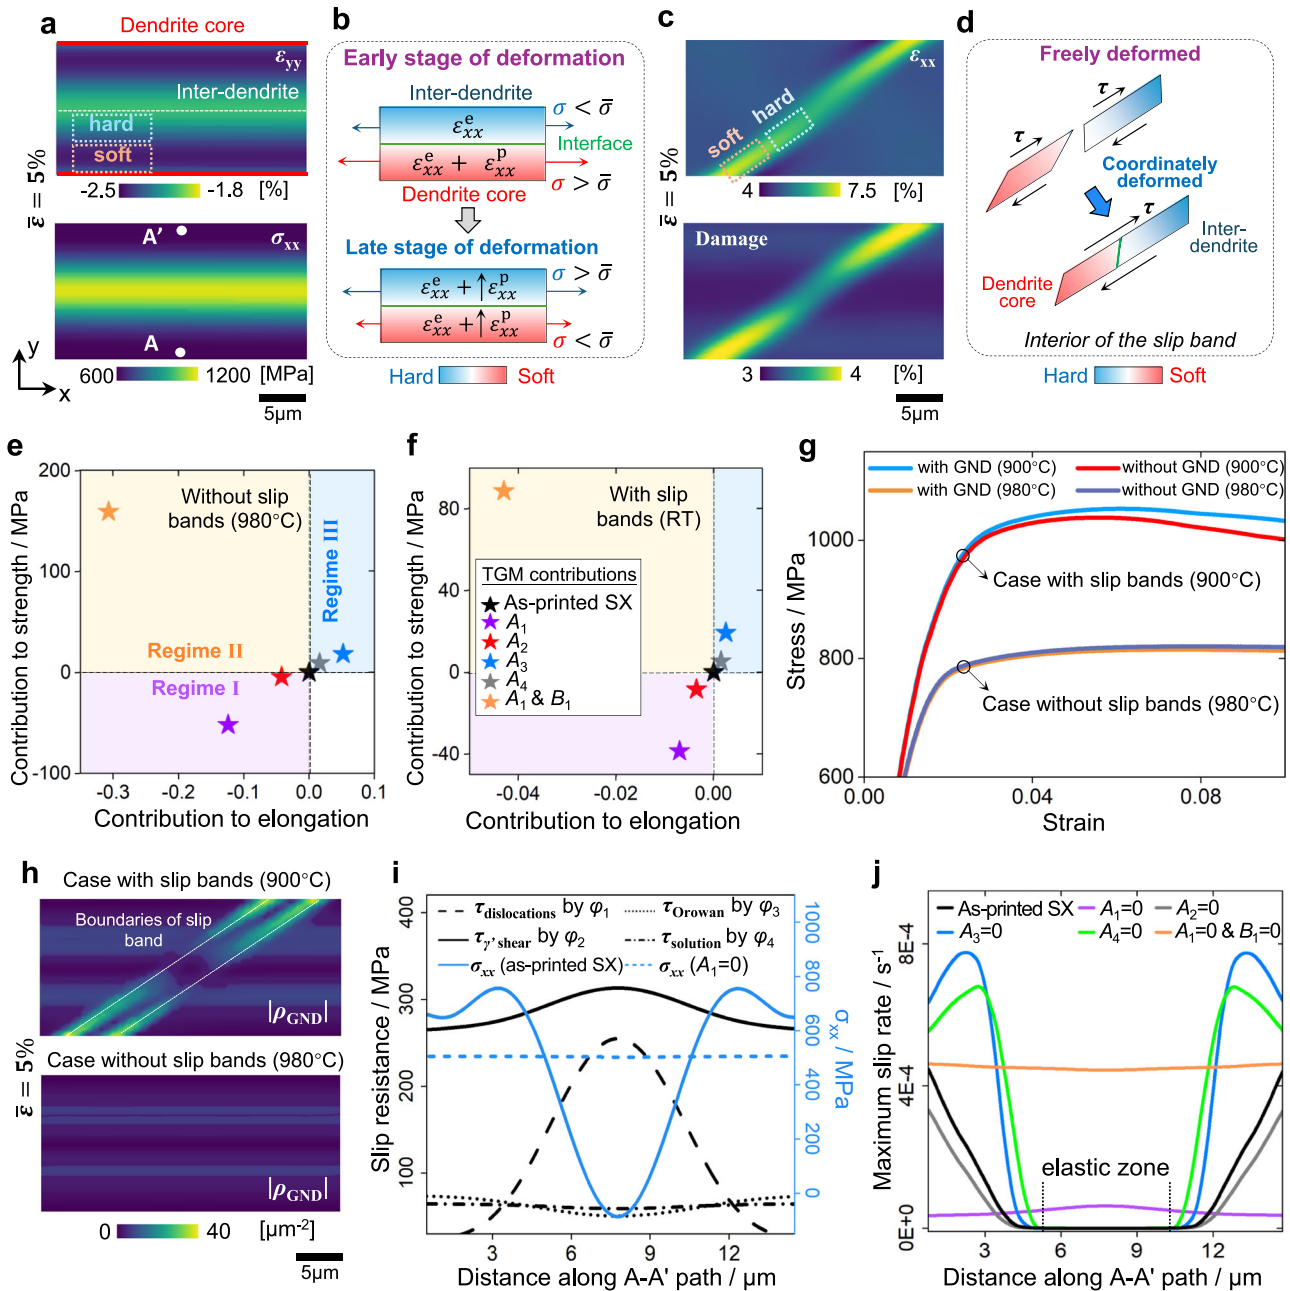 a
Dendrite core
ε_yy
Inter-dendrite
hard
soft
-2.5 -1.8 [%]
ε̄ = 5%
A'
σ_xx
A
y
x
600 1200 [MPa]
5µm
b
Early stage of deformation
Inter-dendrite
σ < σ̄
ε^e_xx
Interface
ε^e_xx + ε^p_xx
Dendrite core
σ > σ̄
Late stage of deformation
σ > σ̄
ε^e_xx + ↑ε^p_xx
ε^e_xx + ↑ε^p_xx
σ < σ̄
Hard Soft
c
ε_xx
hard
soft
4 7.5 [%]
ε̄ = 5%
Damage
3 4 [%]
5µm
d
Freely deformed
τ
τ
Coordinately
deformed
τ
Inter-
dendrite
Dendrite
core
Interior of the slip band
Hard Soft
e
Contribution to strength / MPa
200
100
0
-100
Without slip
bands (980°C)
Regime III
Regime II
Regime I
-0.3 -0.2 -0.1 0.0 0.1
Contribution to elongation
f
Contribution to strength / MPa
80
40
0
-40
With slip
bands (RT)
TGM contributions
As-printed SX
A₁
A₂
A₃
A₄
A₁ & B₁
-0.04 -0.02 0.00
Contribution to elongation
g
Stress / MPa
1000
800
600
with GND (900°C) without GND (900°C)
with GND (980°C) without GND (980°C)
Case with slip bands (900°C)
Case without slip bands (980°C)
0.00 0.04 0.08
Strain
h
Case with slip bands (900°C)
Boundaries of slip
band
|ρ_GND|
ε̄ = 5%
Case without slip bands (980°C)
|ρ_GND|
0 40 [µm⁻²]
5µm
i
Slip resistance / MPa
400
300
200
100
τ_dislocations by φ₁ τ_Orowan by φ₃
τ_γ' shear by φ₂ τ_solution by φ₄
σ_xx (as-printed SX) σ_xx (A₁=0)
1000
800
600
400
200
0
σ_xx / MPa
3 6 9 12
Distance along A-A' path / µm
j
Maximum slip rate / s⁻¹
8E-4
4E-4
0E+0
As-printed SX A₁=0 A₂=0
A₃=0 A₄=0 A₁=0 & B₁=0
elastic zone
3 6 9 12
Distance along A-A' path / µm